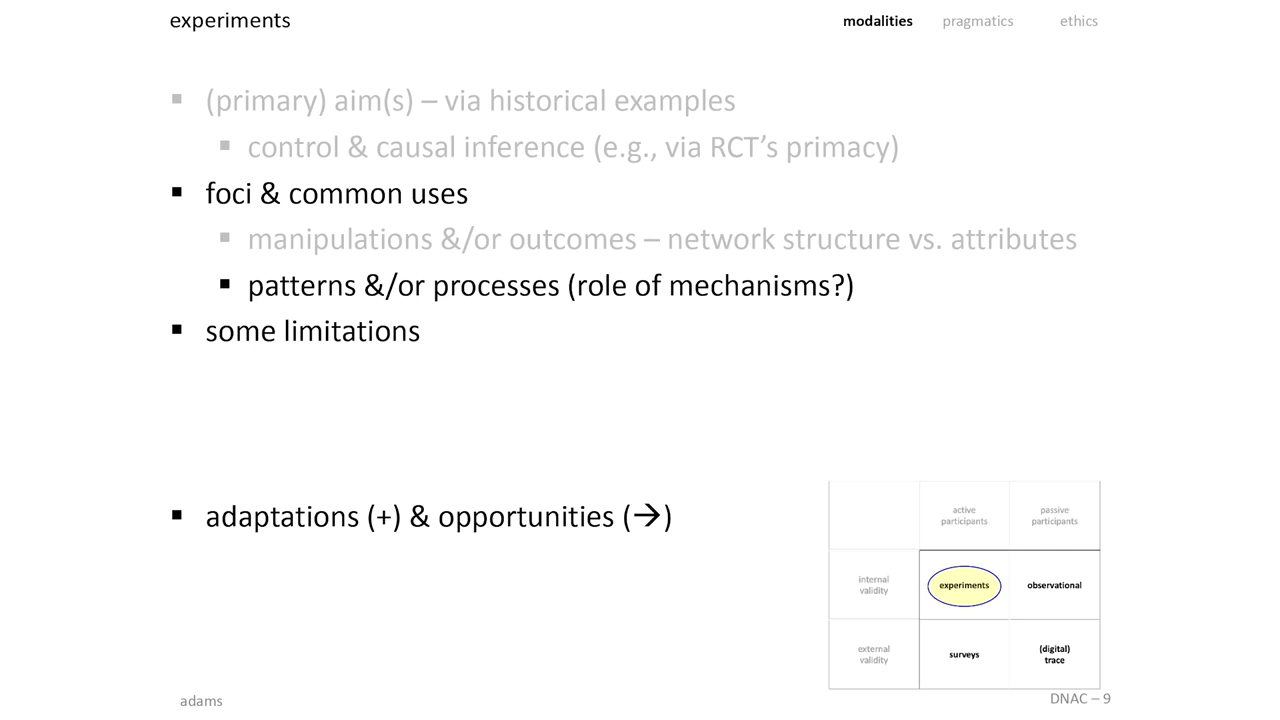 experiments
modalities pragmatics ethics
▪ (primary) aim(s) – via historical examples
▪ control & causal inference (e.g., via RCT’s primacy)
▪ foci & common uses
▪ manipulations &/or outcomes – network structure vs. attributes
▪ patterns &/or processes (role of mechanisms?)
▪ some limitations
▪ adaptations (+) & opportunities (→)
active
participants
passive
participants
internal
validity
experiments
observational
external
validity
surveys
(digital)
trace
adams
DNAC – 9